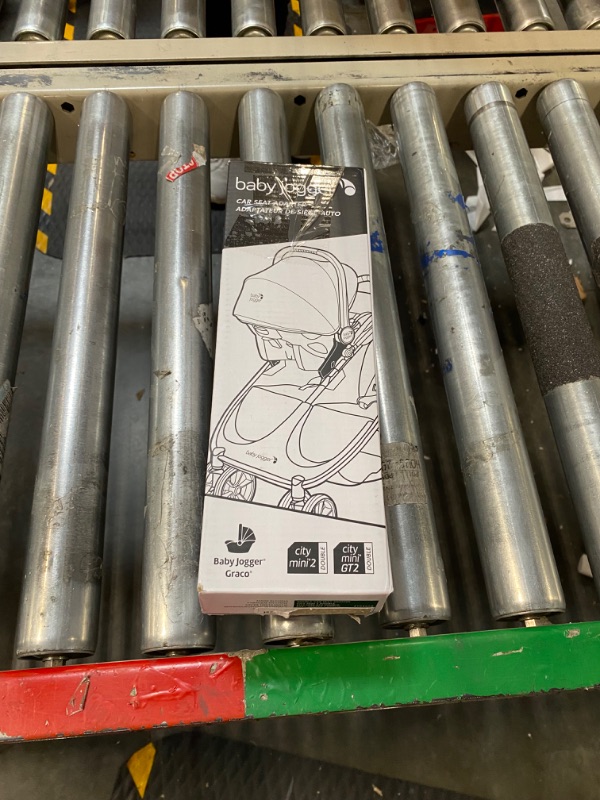 baby jogger
CAR SEAT ADAPTER
ADAPTATEUR DE SIÈGE AUTO
baby
jogger
baby jogger
Baby Jogger®
Graco®
city
mini®2
DOUBLE
city
mini®
GT2
DOUBLE